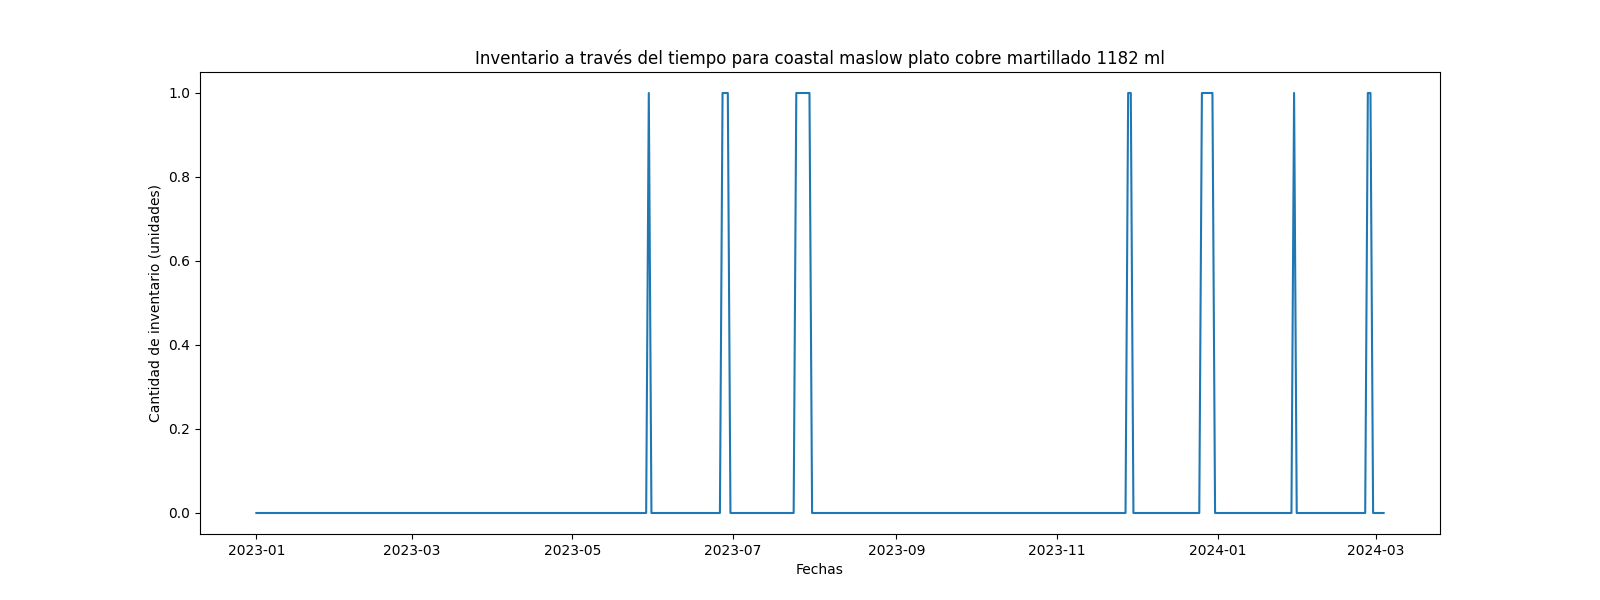 Inventario a través del tiempo para coastal maslow plato cobre martillado 1182 ml
Cantidad de inventario (unidades)
1.0
0.8
0.6
0.4
0.2
0.0
2023-01 2023-03 2023-05 2023-07 2023-09 2023-11 2024-01 2024-03
Fechas